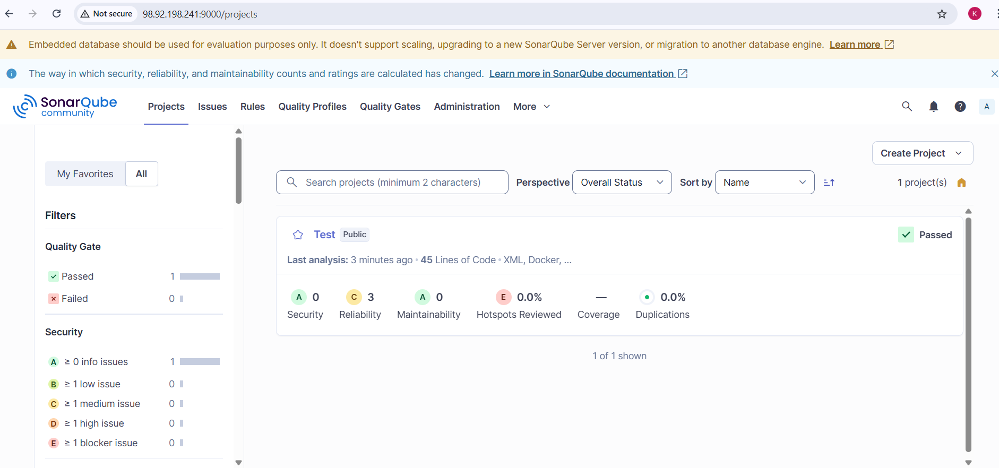 Not secure 98.92.198.241:9000/projects K
Embedded database should be used for evaluation purposes only. It doesn't support scaling, upgrading to a new SonarQube Server version, or migration to another database engine. Learn more
The way in which security, reliability, and maintainability counts and ratings are calculated has changed. Learn more in SonarQube documentation
SonarQube community
Projects Issues Rules Quality Profiles Quality Gates Administration More A
My Favorites All
Filters
Quality Gate
Passed 1
Failed 0
Security
A ≥ 0 info issues 1
B ≥ 1 low issue 0
C ≥ 1 medium issue 0
D ≥ 1 high issue 0
E ≥ 1 blocker issue 0
Create Project
Search projects (minimum 2 characters) Perspective Overall Status Sort by Name 1 project(s)
Test Public Passed
Last analysis: 3 minutes ago • 45 Lines of Code • XML, Docker, ...
A 0 C 3 A 0 E 0.0% — 0.0%
Security Reliability Maintainability Hotspots Reviewed Coverage Duplications
1 of 1 shown